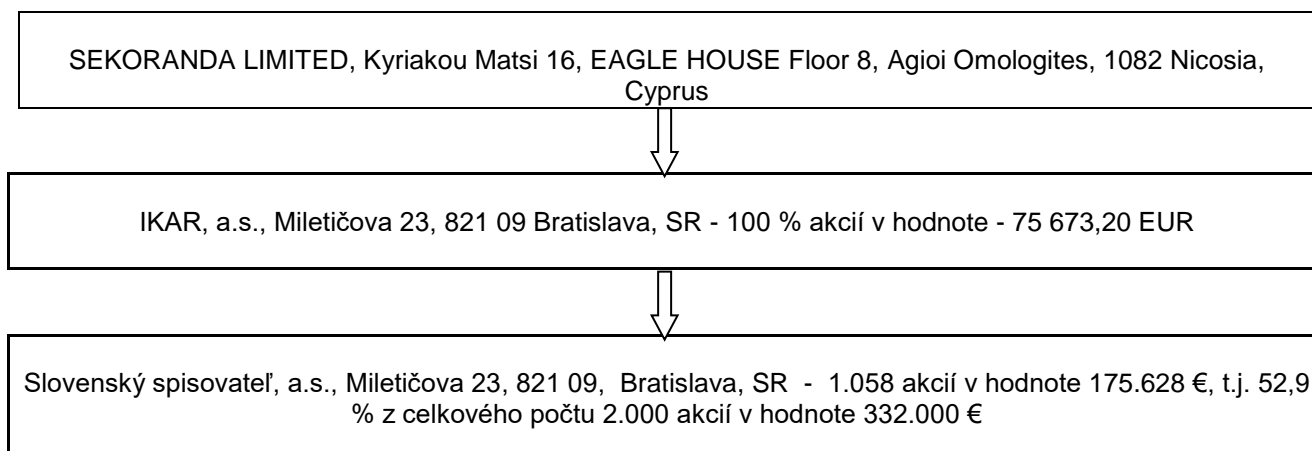 SEKORANDA LIMITED, Kyriakou Matsi 16, EAGLE HOUSE Floor 8, Agioi Omologites, 1082 Nicosia,
Cyprus
IKAR, a.s., Miletičova 23, 821 09 Bratislava, SR - 100 % akcií v hodnote - 75 673,20 EUR
Slovenský spisovateľ, a.s., Miletičova 23, 821 09, Bratislava, SR - 1.058 akcií v hodnote 175.628 €, t.j. 52,9
% z celkového počtu 2.000 akcií v hodnote 332.000 €